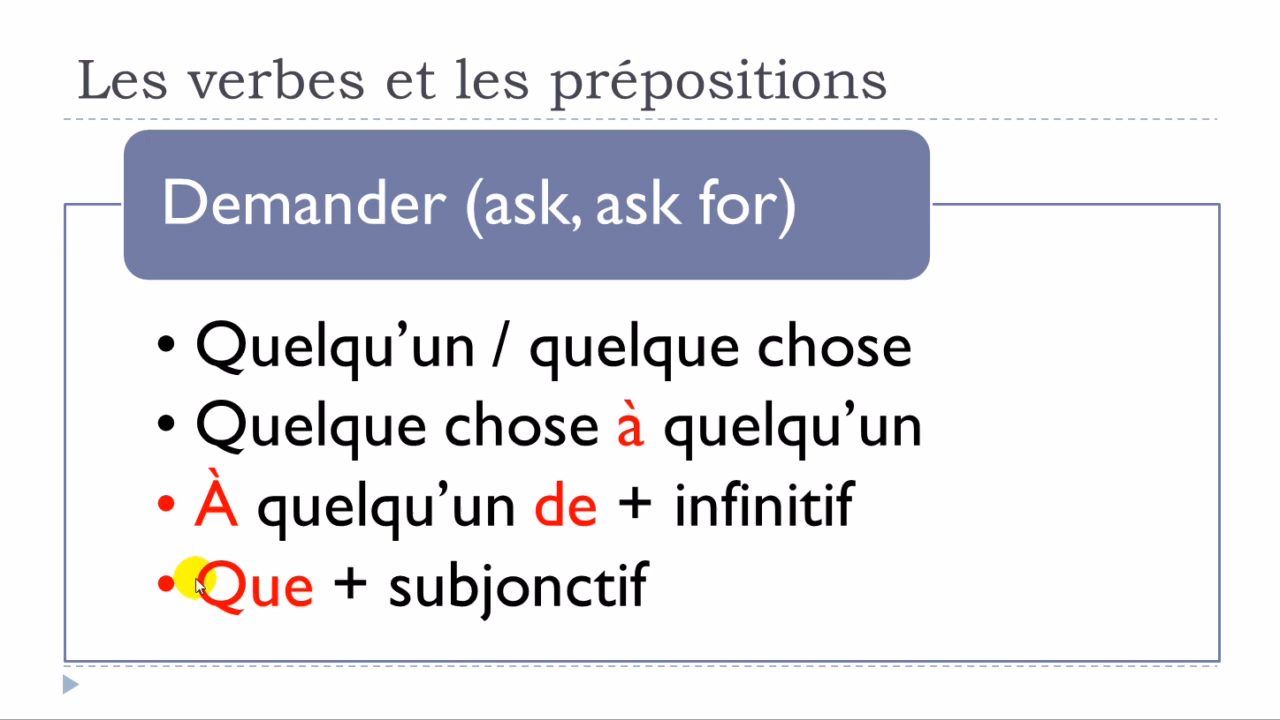 Les verbes et les prépositions
Demander (ask, ask for)
• Quelqu’un / quelque chose
• Quelque chose à quelqu’un
• À quelqu’un de + infinitif
• Que + subjonctif